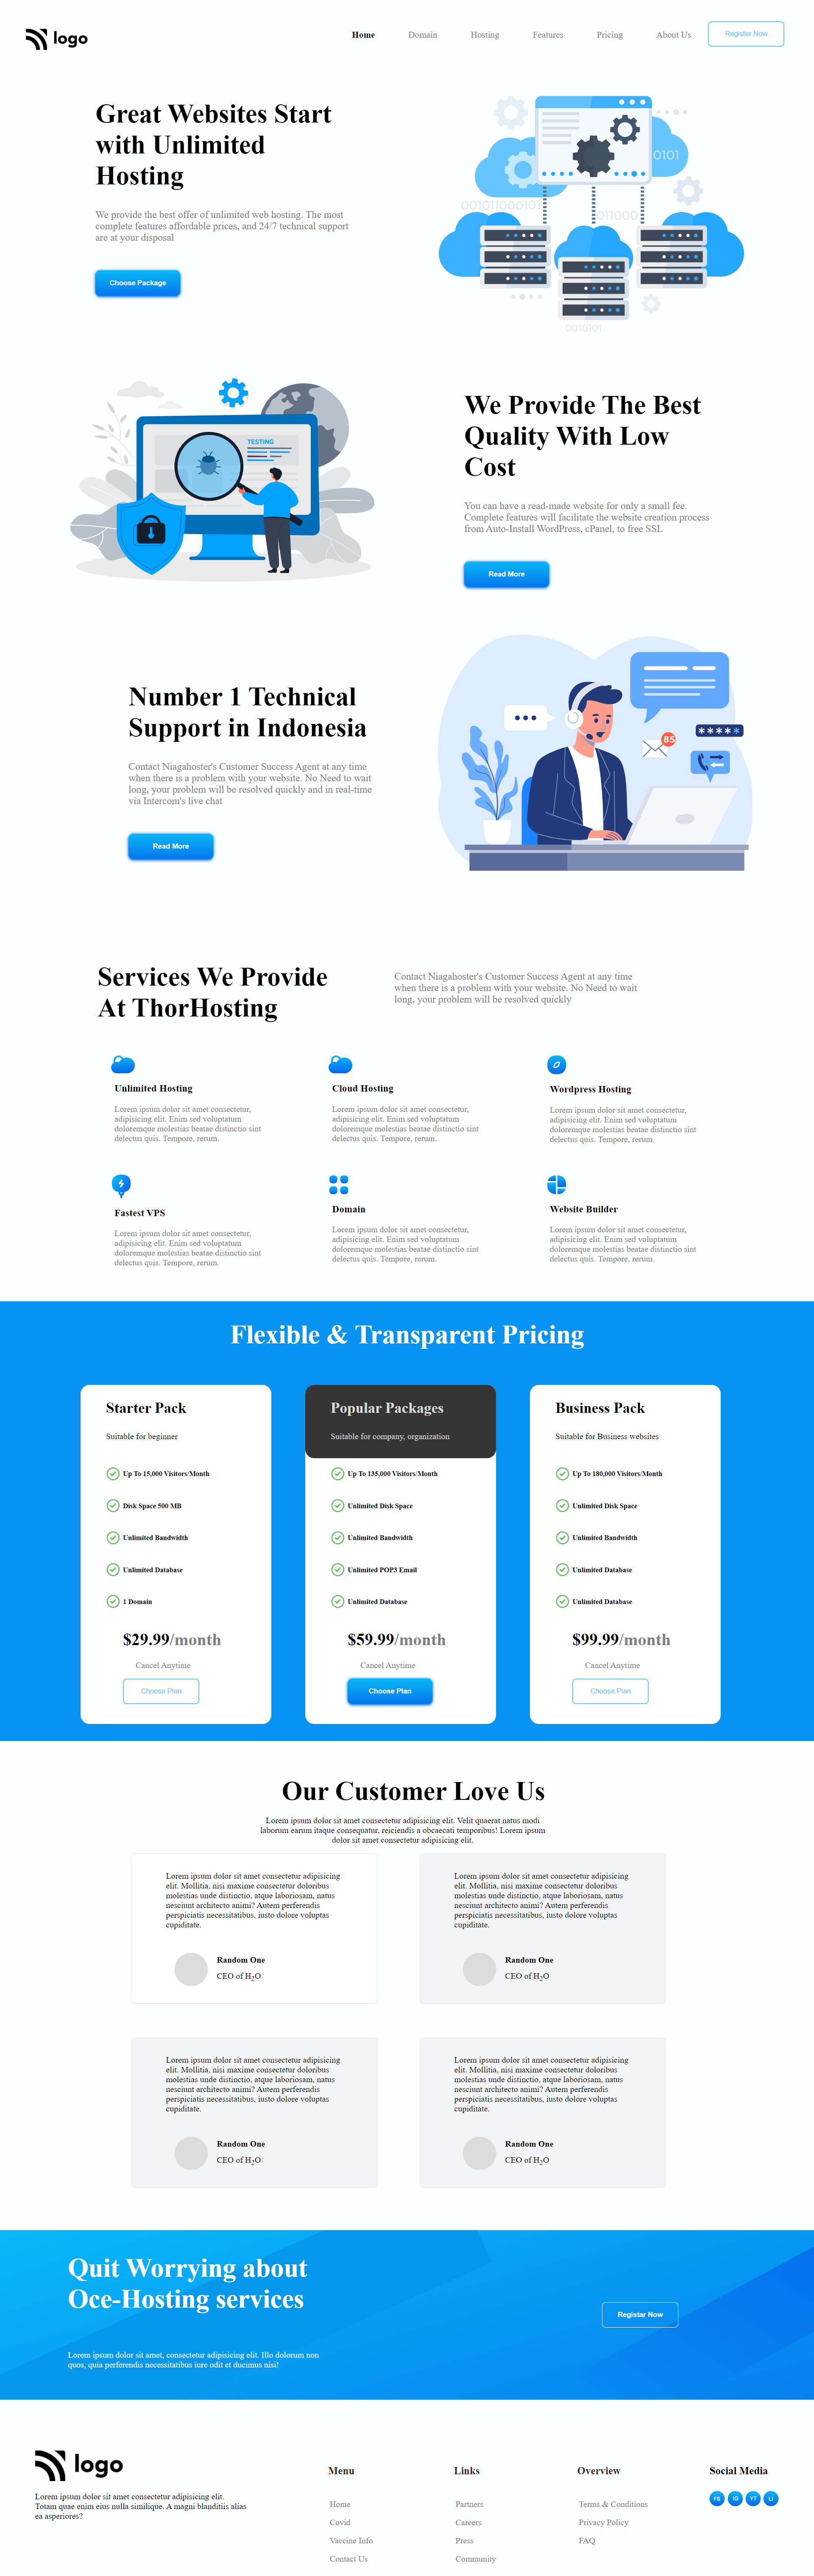 logo
Home
Domain
Hosting
Features
Pricing
About Us
Register Now
Great Websites Start
with Unlimited
Hosting
We provide the best offer of unlimited web hosting. The most
complete features affordable prices, and 24/7 technical support
are at your disposal
Choose Package
0101
001011000101
011000
0010101
TESTING
We Provide The Best
Quality With Low
Cost
You can have a read-made website for only a small fee.
Complete features will facilitate the website creation process
from Auto-Install WordPress, cPanel, to free SSL
Read More
Number 1 Technical
Support in Indonesia
Contact Niagahoster's Customer Success Agent at any time
when there is a problem with your website. No Need to wait
long, your problem will be resolved quickly and in real-time
via Intercom's live chat
Read More
85
*****
Services We Provide
At ThorHosting
Contact Niagahoster's Customer Success Agent at any time
when there is a problem with your website. No Need to wait
long, your problem will be resolved quickly
Unlimited Hosting
Lorem ipsum dolor sit amet consectetur,
adipisicing elit. Enim sed voluptatum
doloremque molestias beatae distinctio sint
delectus quis. Tempore, rerum.
Cloud Hosting
Lorem ipsum dolor sit amet consectetur,
adipisicing elit. Enim sed voluptatum
doloremque molestias beatae distinctio sint
delectus quis. Tempore, rerum.
Wordpress Hosting
Lorem ipsum dolor sit amet consectetur,
adipisicing elit. Enim sed voluptatum
doloremque molestias beatae distinctio sint
delectus quis. Tempore, rerum.
Fastest VPS
Lorem ipsum dolor sit amet consectetur,
adipisicing elit. Enim sed voluptatum
doloremque molestias beatae distinctio sint
delectus quis. Tempore, rerum.
Domain
Lorem ipsum dolor sit amet consectetur,
adipisicing elit. Enim sed voluptatum
doloremque molestias beatae distinctio sint
delectus quis. Tempore, rerum.
Website Builder
Lorem ipsum dolor sit amet consectetur,
adipisicing elit. Enim sed voluptatum
doloremque molestias beatae distinctio sint
delectus quis. Tempore, rerum.
Flexible & Transparent Pricing
Starter Pack
Suitable for beginner
Up To 15,000 Visitors/Month
Disk Space 500 MB
Unlimited Bandwidth
Unlimited Database
1 Domain
$29.99/month
Cancel Anytime
Choose Plan
Popular Packages
Suitable for company, organization
Up To 135,000 Visitors/Month
Unlimited Disk Space
Unlimited Bandwidth
Unlimited POP3 Email
Unlimited Database
$59.99/month
Cancel Anytime
Choose Plan
Business Pack
Suitable for Business websites
Up To 180,000 Visitors/Month
Unlimited Disk Space
Unlimited Bandwidth
Unlimited Database
Unlimited Database
$99.99/month
Cancel Anytime
Choose Plan
Our Customer Love Us
Lorem ipsum dolor sit amet consectetur adipisicing elit. Velit quaerat natus modi
laborum earum itaque consequatur, reiciendis a obcaecati temporibus! Lorem ipsum
dolor sit amet consectetur adipisicing elit.
Lorem ipsum dolor sit amet consectetur adipisicing
elit. Mollitia, nisi maxime consectetur doloribus
molestias unde distinctio, atque laboriosam, natus
nesciunt architecto animi? Autem perferendis
perspiciatis necessitatibus, iusto dolore voluptas
cupiditate.
Random One
CEO of H2O
Lorem ipsum dolor sit amet consectetur adipisicing
elit. Mollitia, nisi maxime consectetur doloribus
molestias unde distinctio, atque laboriosam, natus
nesciunt architecto animi? Autem perferendis
perspiciatis necessitatibus, iusto dolore voluptas
cupiditate.
Random One
CEO of H2O
Lorem ipsum dolor sit amet consectetur adipisicing
elit. Mollitia, nisi maxime consectetur doloribus
molestias unde distinctio, atque laboriosam, natus
nesciunt architecto animi? Autem perferendis
perspiciatis necessitatibus, iusto dolore voluptas
cupiditate.
Random One
CEO of H2O
Lorem ipsum dolor sit amet consectetur adipisicing
elit. Mollitia, nisi maxime consectetur doloribus
molestias unde distinctio, atque laboriosam, natus
nesciunt architecto animi? Autem perferendis
perspiciatis necessitatibus, iusto dolore voluptas
cupiditate.
Random One
CEO of H2O
Quit Worrying about
Oce-Hosting services
Lorem ipsum dolor sit amet, consectetur adipisicing elit. Illo dolorum non
quos, quia perferendis necessitatibus iure odit et ducimus nisi!
Registar Now
logo
Lorem ipsum dolor sit amet consectetur adipisicing elit.
Totam quae enim eius nulla similique. A magni blanditiis alias
ea asperiores?
Menu
Home
Covid
Vaccine Info
Contact Us
Links
Partners
Careers
Press
Community
Overview
Terms & Conditions
Privacy Policy
FAQ
Social Media
FB
IG
YT
LI